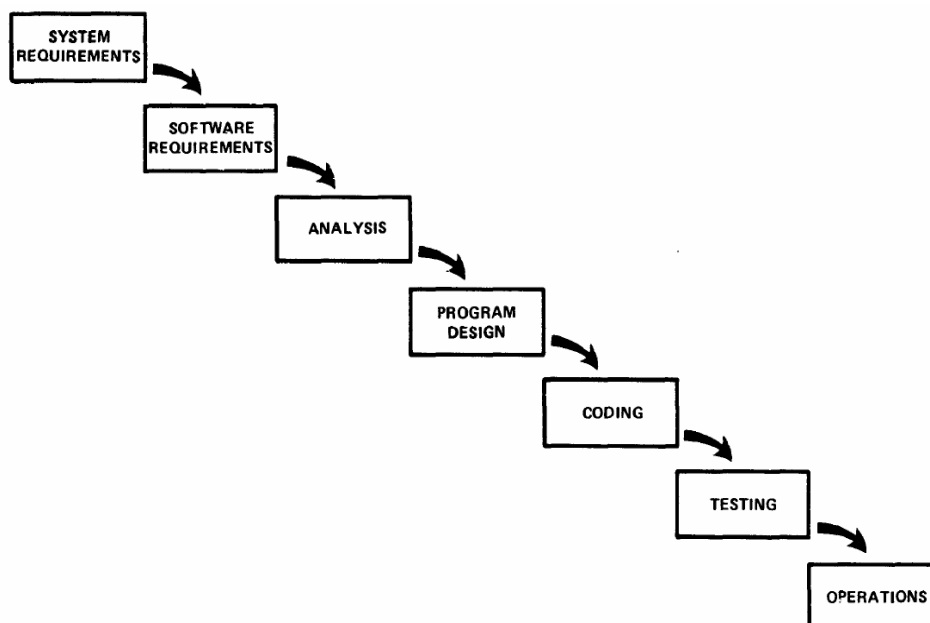 SYSTEM
REQUIREMENTS
SOFTWARE
REQUIREMENTS
ANALYSIS
PROGRAM
DESIGN
CODING
TESTING
OPERATIONS